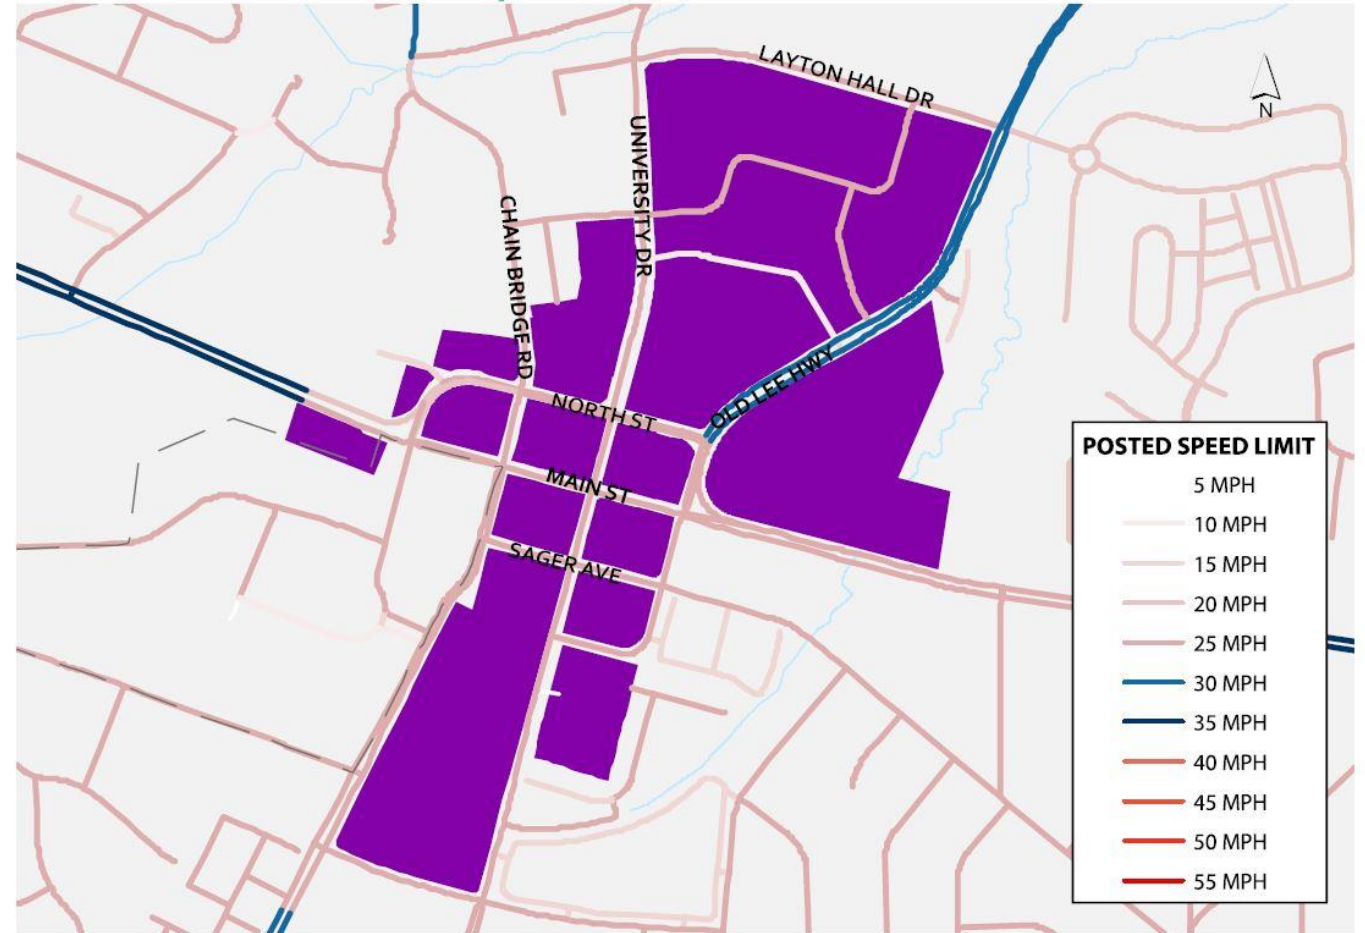 LAYTON HALL DR
N
UNIVERSITY DR
CHAIN BRIDGE RD
OLD LEE HWY
NORTH ST
MAIN ST
SAGER AVE
POSTED SPEED LIMIT
5 MPH
10 MPH
15 MPH
20 MPH
25 MPH
30 MPH
35 MPH
40 MPH
45 MPH
50 MPH
55 MPH